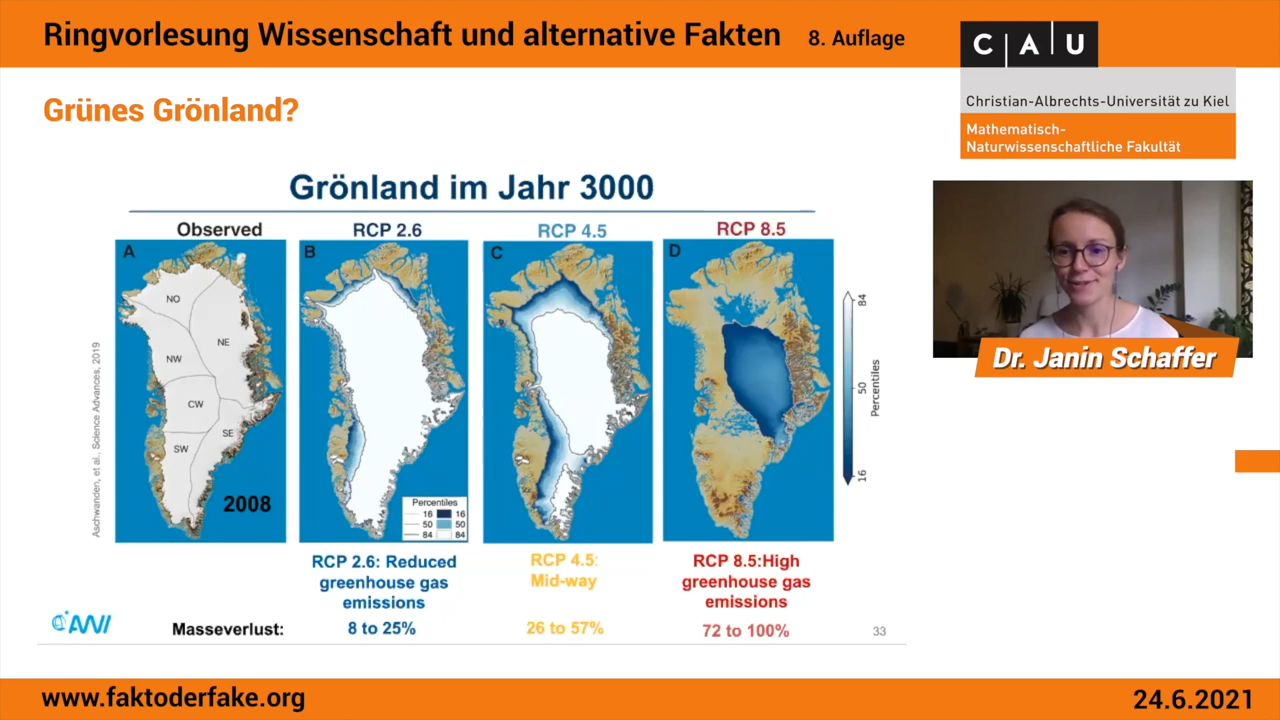 Ringvorlesung Wissenschaft und alternative Fakten 8. Auflage
C A U
Christian-Albrechts-Universität zu Kiel
Mathematisch-
Naturwissenschaftliche Fakultät
Grünes Grönland?
Grönland im Jahr 3000
Observed RCP 2.6 RCP 4.5 RCP 8.5
A B C D
NO
NE
NW
CW
SE
SW
2008
Percentiles
16 16
50 50
84 84
84
50
16
Percentiles
Aschwanden, et al., Science Advances, 2019
RCP 2.6: Reduced
greenhouse gas
emissions
RCP 4.5:
Mid-way
RCP 8.5:High
greenhouse gas
emissions
AWI
Masseverlust: 8 to 25% 26 to 57% 72 to 100%
33
Dr. Janin Schaffer
www.faktoderfake.org
24.6.2021